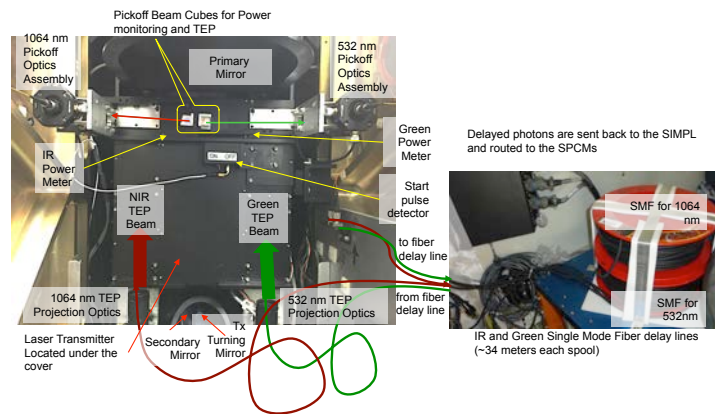 Pickoff Beam Cubes for Power
monitoring and TEP
1064 nm
Pickoff
Optics
Assembly
532 nm
Pickoff
Optics
Assembly
Primary
Mirror
Green
Power
Meter
Delayed photons are sent back to the SIMPL
and routed to the SPCMs
IR
Power
Meter
ON OFF
Start
pulse
detector
NIR
TEP
Beam
Green
TEP
Beam
SMF for 1064
nm
to fiber
delay line
1064 nm TEP
Projection Optics
532 nm TEP
Projection Optics
from fiber
delay line
SMF for
532nm
Laser Transmitter
Located under the
cover
Secondary
Mirror
Tx
Turning
Mirror
IR and Green Single Mode Fiber delay lines
(~34 meters each spool)